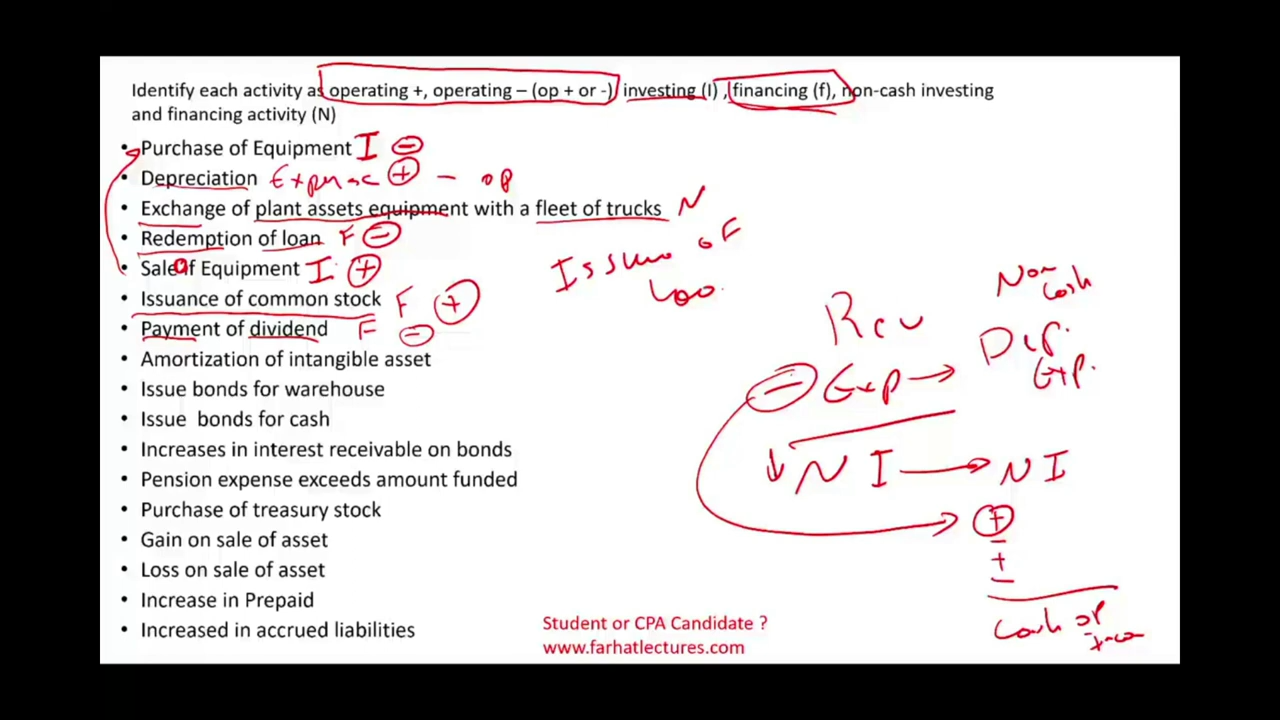 Identify each activity as operating +, operating – (op + or -) investing (I) ,financing (f), non-cash investing
and financing activity (N)
• Purchase of Equipment I -
• Depreciation Expense + - op
• Exchange of plant assets equipment with a fleet of trucks N
• Redemption of loan F -
• Sale of Equipment I +
• Issuance of common stock F +
• Payment of dividend F -
• Amortization of intangible asset
• Issue bonds for warehouse
• Issue bonds for cash
• Increases in interest receivable on bonds
• Pension expense exceeds amount funded
• Purchase of treasury stock
• Gain on sale of asset
• Loss on sale of asset
• Increase in Prepaid
• Increased in accrued liabilities
of
Non
Cash
Rev
Dep.
Exp.
- Exp
NI
NI
+
-
+
-
Cash op
Student or CPA Candidate ?
www.farhatlectures.com